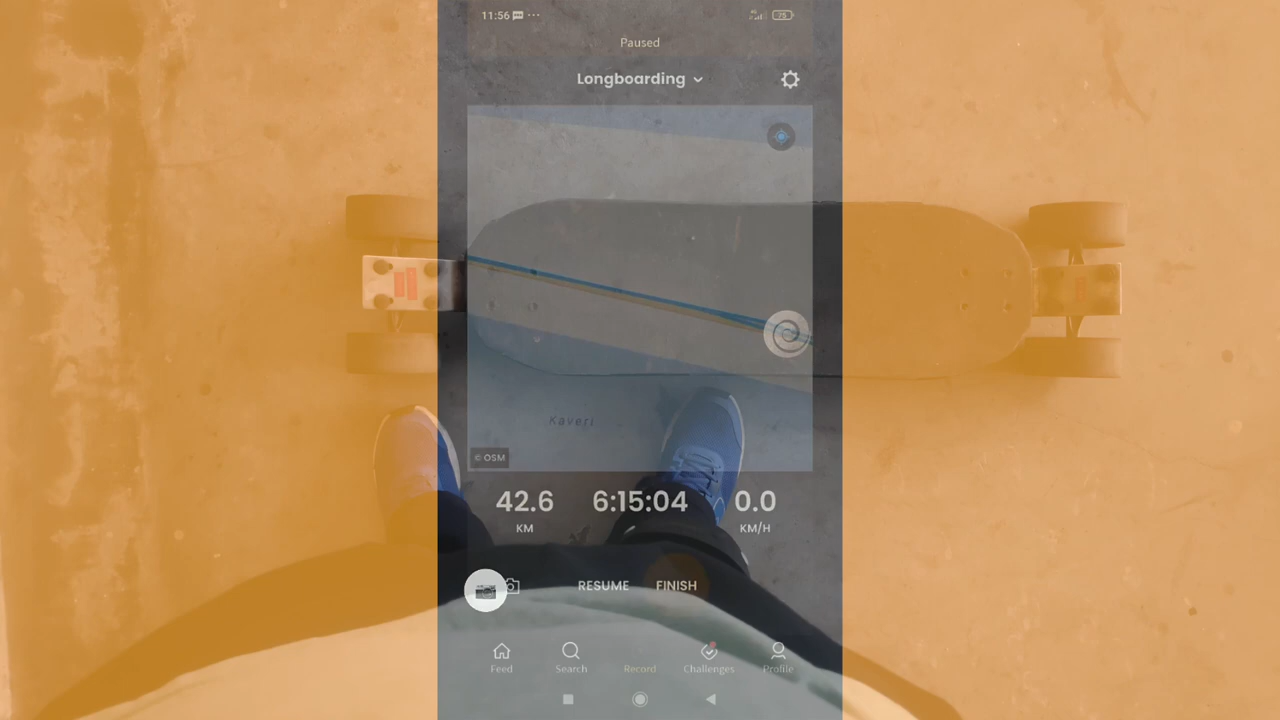 11:56
75
Paused
Longboarding
Kaveri
© OSM
42.6 6:15:04 0.0
KM KM/H
RESUME FINISH
Feed Search Record Challenges Profile